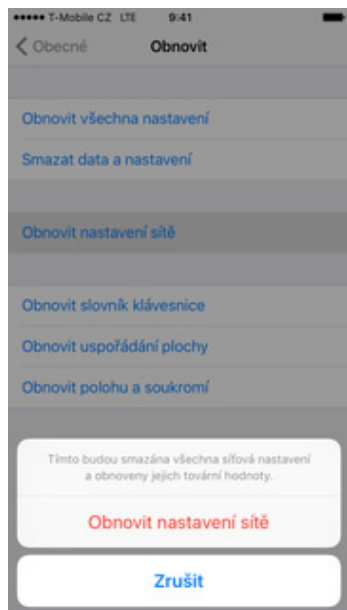 T-Mobile CZ LTE 9:41
Obecné Obnovit
Obnovit všechna nastavení
Smazat data a nastavení
Obnovit nastavení sítě
Obnovit slovník klávesnice
Obnovit uspořádání plochy
Obnovit polohu a soukromí
Tímto budou smazána všechna síťová nastavení
a obnoveny jejich tovární hodnoty.
Obnovit nastavení sítě
Zrušit